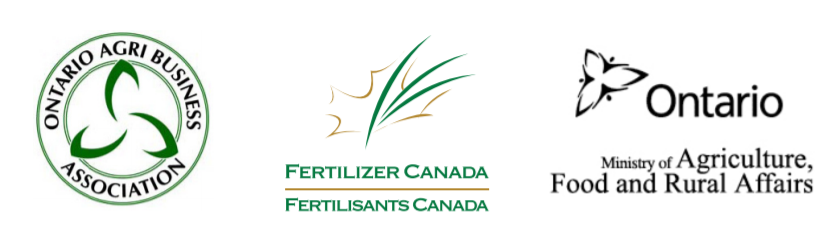 ONTARIO AGRI BUSINESS
ASSOCIATION
FERTILIZER CANADA
FERTILISANTS CANADA
Ontario
Ministry of Agriculture,
Food and Rural Affairs